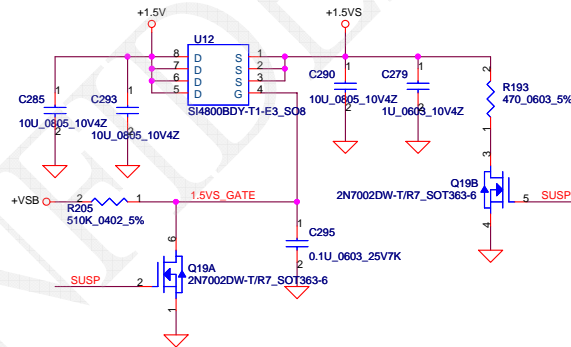 +1.5V
+1.5VS
U12
8 D S 1
7 D S 2
6 D S 3
5 D G 4
SI4800BDY-T1-E3_SO8
1
C285
2
10U_0805_10V4Z
1
C293
2
10U_0805_10V4Z
1
C290
2
10U_0805_10V4Z
1
C279
2
1U_0603_10V4Z
2
R193
470_0603_5%
1
3
Q19B
2N7002DW-T/R7_SOT363-6
5
SUSP
4
+VSB
2
1
R205
510K_0402_5%
1.5VS_GATE
1
C295
2
0.1U_0603_25V7K
6
Q19A
2N7002DW-T/R7_SOT363-6
SUSP
2
1